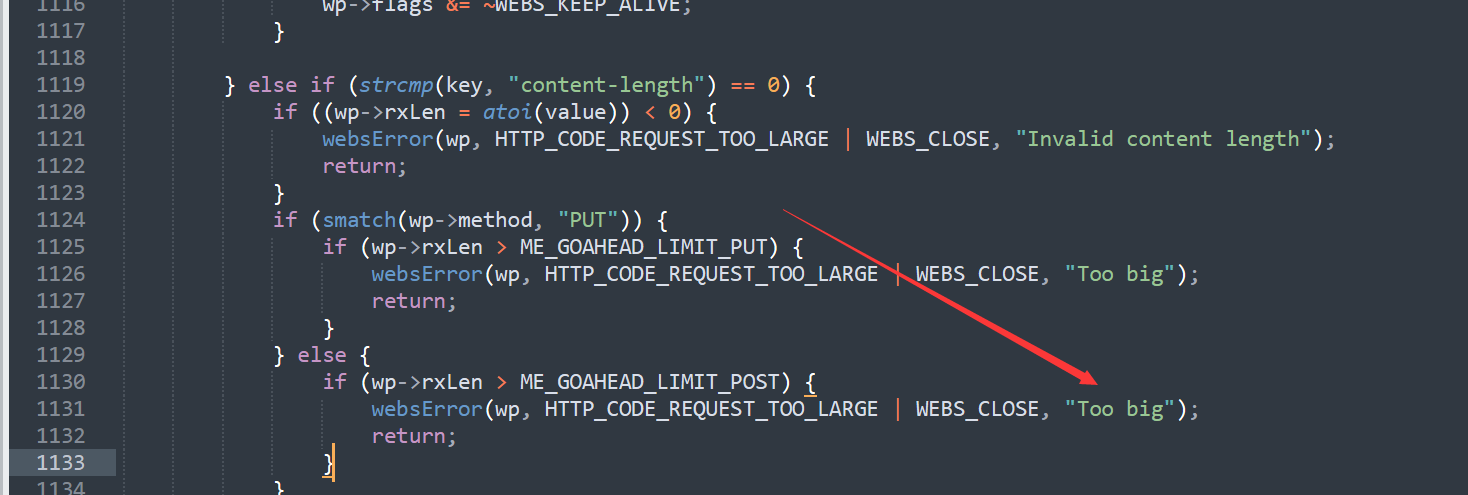 1116 wp->flags &= ~WEBS_KEEP_ALIVE;
1117 }
1118
1119 } else if (strcmp(key, "content-length") == 0) {
1120 if ((wp->rxLen = atoi(value)) < 0) {
1121 websError(wp, HTTP_CODE_REQUEST_TOO_LARGE | WEBS_CLOSE, "Invalid content length");
1122 return;
1123 }
1124 if (smatch(wp->method, "PUT")) {
1125 if (wp->rxLen > ME_GOAHEAD_LIMIT_PUT) {
1126 websError(wp, HTTP_CODE_REQUEST_TOO_LARGE | WEBS_CLOSE, "Too big");
1127 return;
1128 }
1129 } else {
1130 if (wp->rxLen > ME_GOAHEAD_LIMIT_POST) {
1131 websError(wp, HTTP_CODE_REQUEST_TOO_LARGE | WEBS_CLOSE, "Too big");
1132 return;
1133 }
1134 }